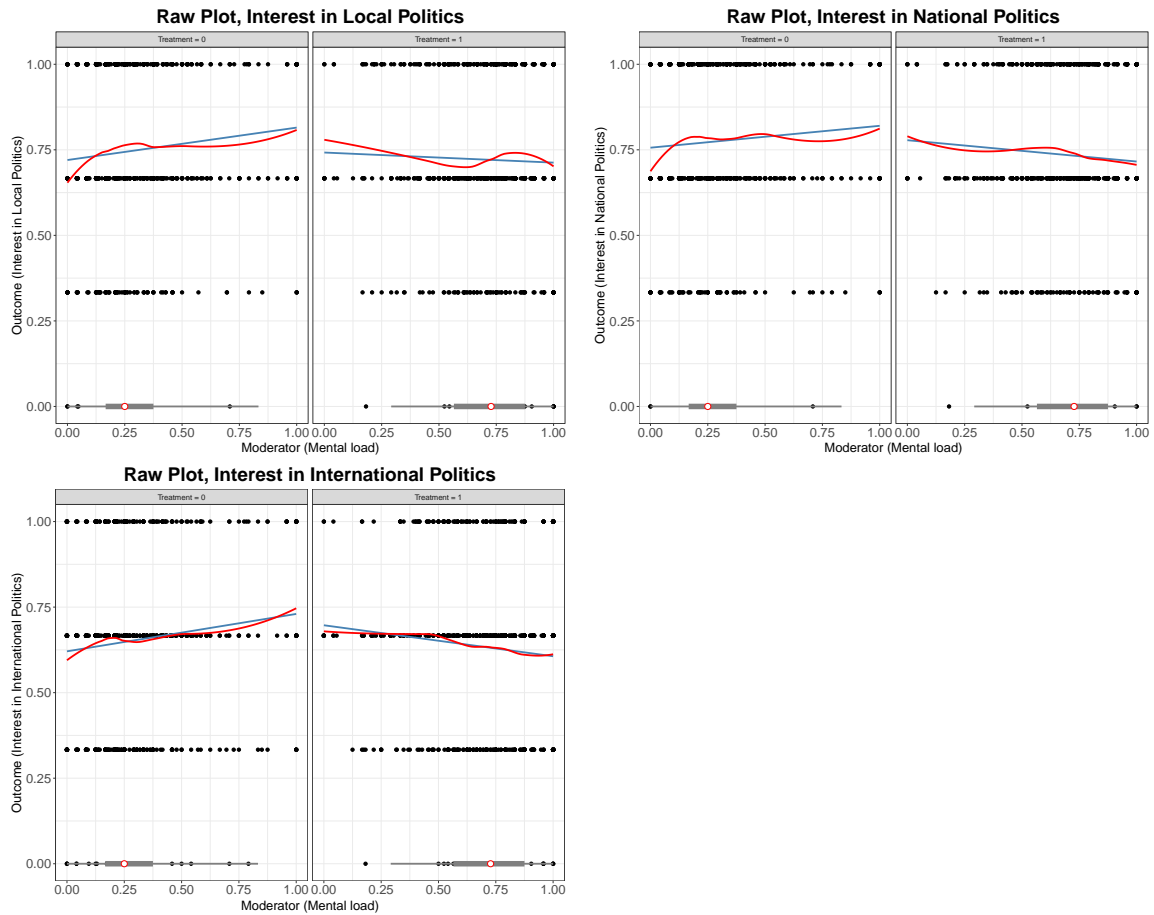 Raw Plot, Interest in Local Politics
Treatment = 0
Treatment = 1
Outcome (Interest in Local Politics)
1.00
0.75
0.50
0.25
0.00
0.00 0.25 0.50 0.75 1.00 0.00 0.25 0.50 0.75 1.00
Moderator (Mental load)
Raw Plot, Interest in National Politics
Treatment = 0
Treatment = 1
Outcome (Interest in National Politics)
1.00
0.75
0.50
0.25
0.00
0.00 0.25 0.50 0.75 1.00 0.00 0.25 0.50 0.75 1.00
Moderator (Mental load)
Raw Plot, Interest in International Politics
Treatment = 0
Treatment = 1
Outcome (Interest in International Politics)
1.00
0.75
0.50
0.25
0.00
0.00 0.25 0.50 0.75 1.00 0.00 0.25 0.50 0.75 1.00
Moderator (Mental load)